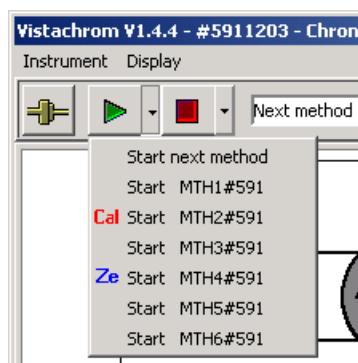 Vistachrom V1.4.4 - #5911203 - Chron
Instrument Display
Next method
Start next method
Start MTH1#591
Cal Start MTH2#591
Start MTH3#591
Ze Start MTH4#591
Start MTH5#591
Start MTH6#591